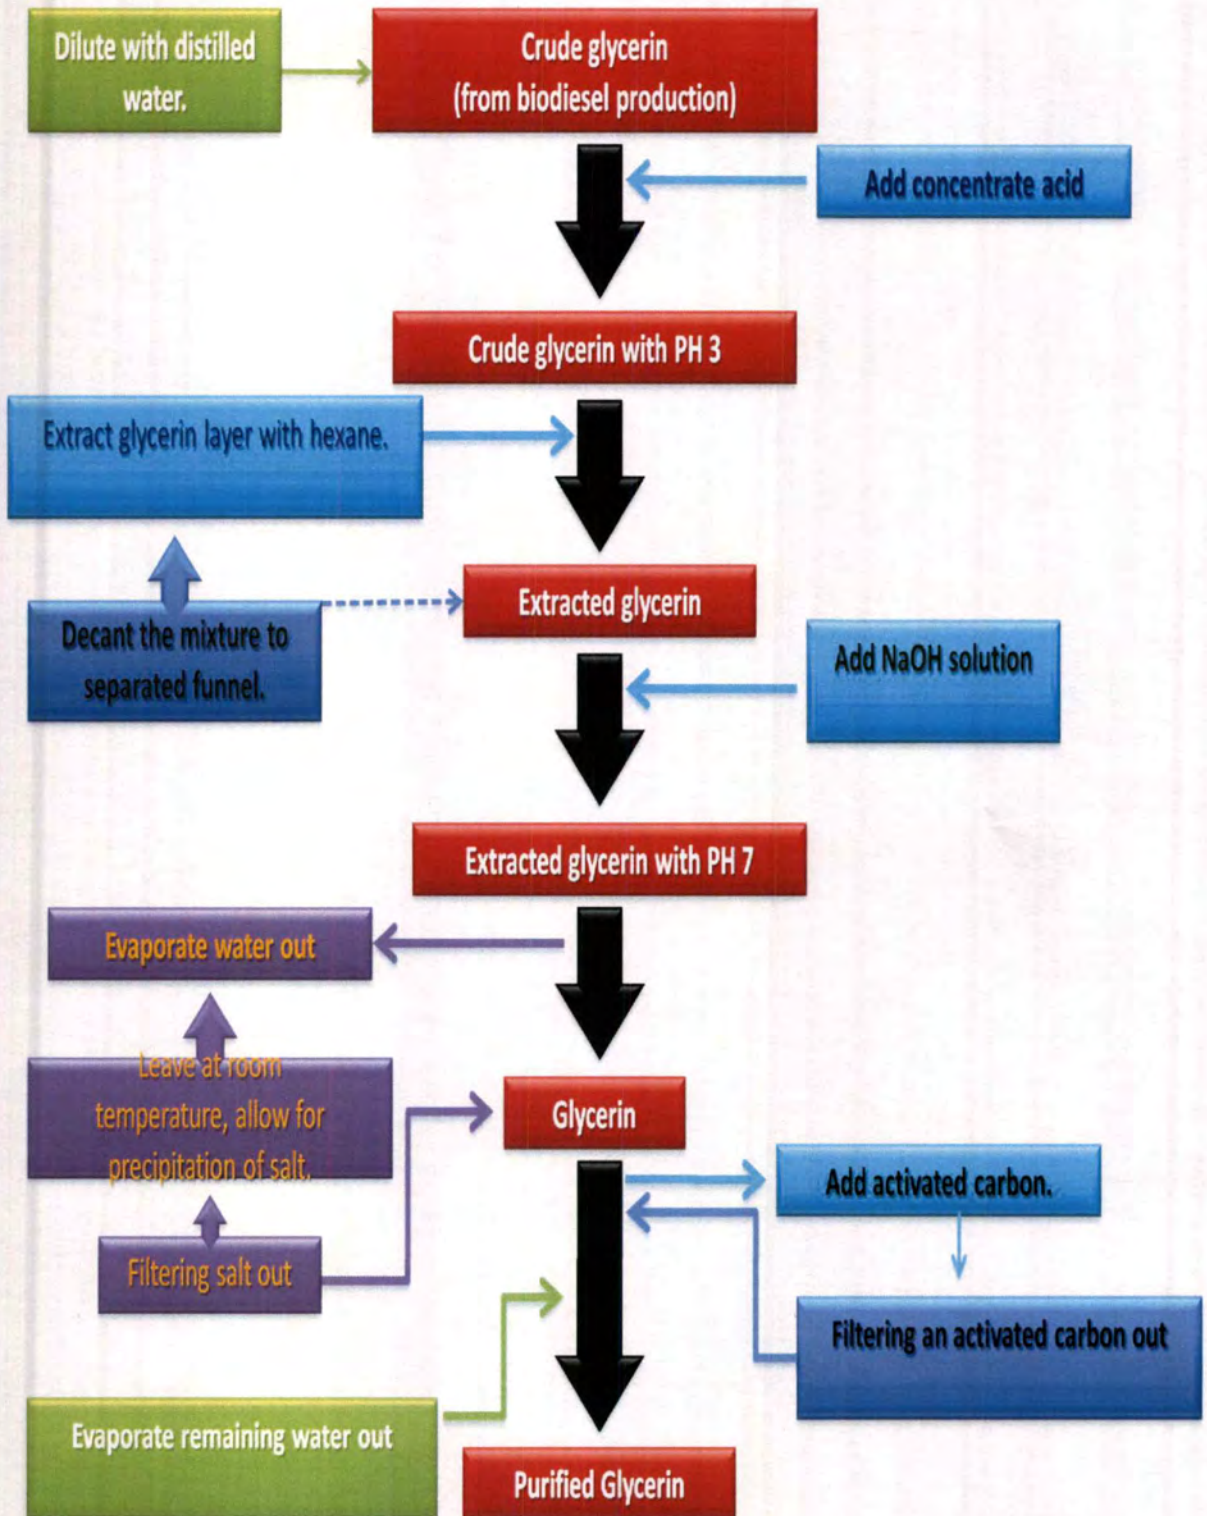 Dilute with distilled
water.
Crude glycerin
(from biodiesel production)
Add concentrate acid
Crude glycerin with PH 3
Extract glycerin layer with hexane.
Extracted glycerin
Decant the mixture to
separated funnel.
Add NaOH solution
Extracted glycerin with PH 7
Evaporate water out
Leave at room
temperature, allow for
precipitation of salt.
Glycerin
Add activated carbon.
Filtering salt out
Filtering an activated carbon out
Evaporate remaining water out
Purified Glycerin